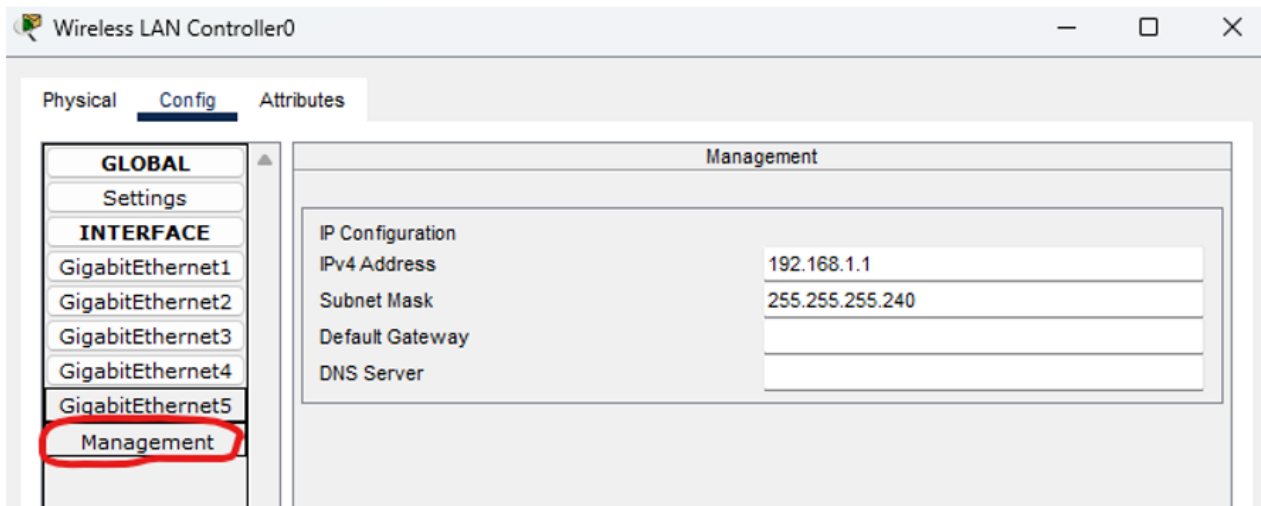 Wireless LAN Controller0
Physical Config Attributes
GLOBAL
Settings
INTERFACE
GigabitEthernet1
GigabitEthernet2
GigabitEthernet3
GigabitEthernet4
GigabitEthernet5
Management
Management
IP Configuration
IPv4 Address 192.168.1.1
Subnet Mask 255.255.255.240
Default Gateway
DNS Server